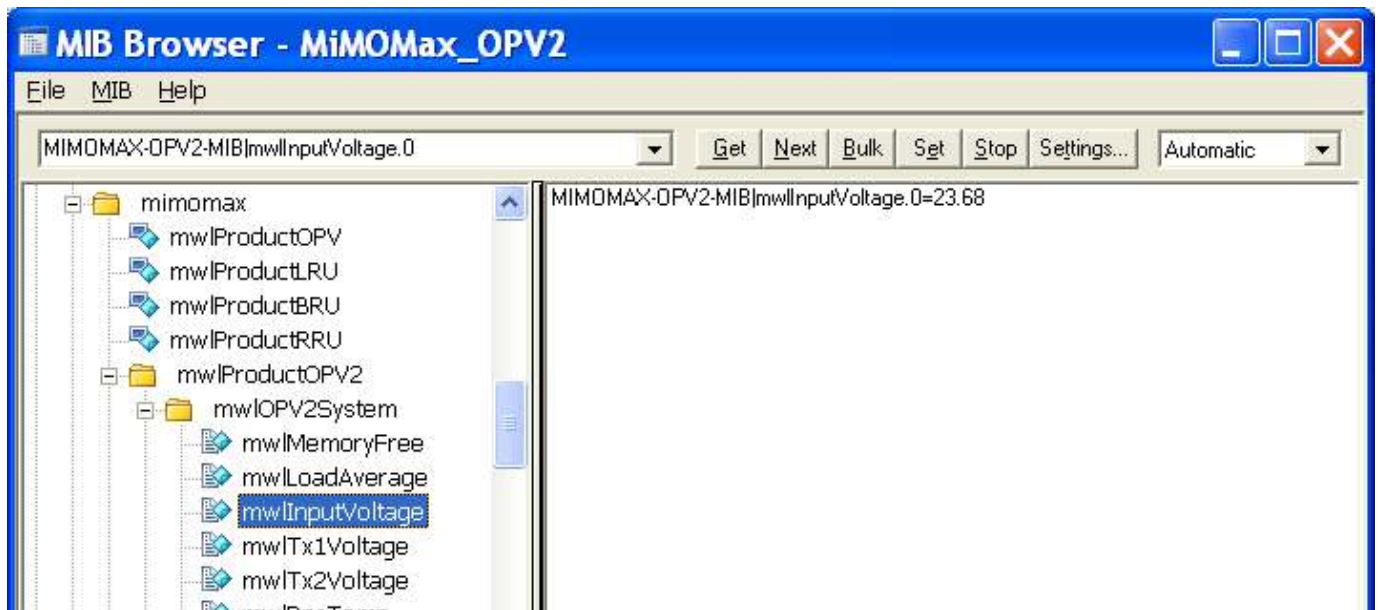 MIB Browser - MiMOMax_OPV2
File MIB Help
MIMOMAX-OPV2-MIB|mwlInputVoltage.0 Get Next Bulk Set Stop Settings... Automatic
MIMOMAX-OPV2-MIB|mwlInputVoltage.0=23.68
mimomax
mwlProductOPV
mwlProductLRU
mwlProductBRU
mwlProductRRU
mwlProductOPV2
mwlOPV2System
mwlMemoryFree
mwlLoadAverage
mwlInputVoltage
mwlTx1Voltage
mwlTx2Voltage